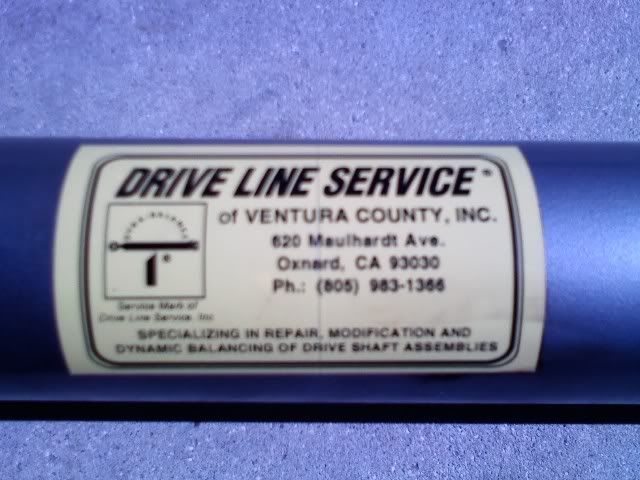 DRIVE LINE SERVICE®
of VENTURA COUNTY, INC.
620 Maulhardt Ave.
Oxnard, CA 93030
Ph.: (805) 983-1366
1®
Service Mark of
Drive Line Service, Inc
SPECIALIZING IN REPAIR, MODIFICATION AND
DYNAMIC BALANCING OF DRIVE SHAFT ASSEMBLIES